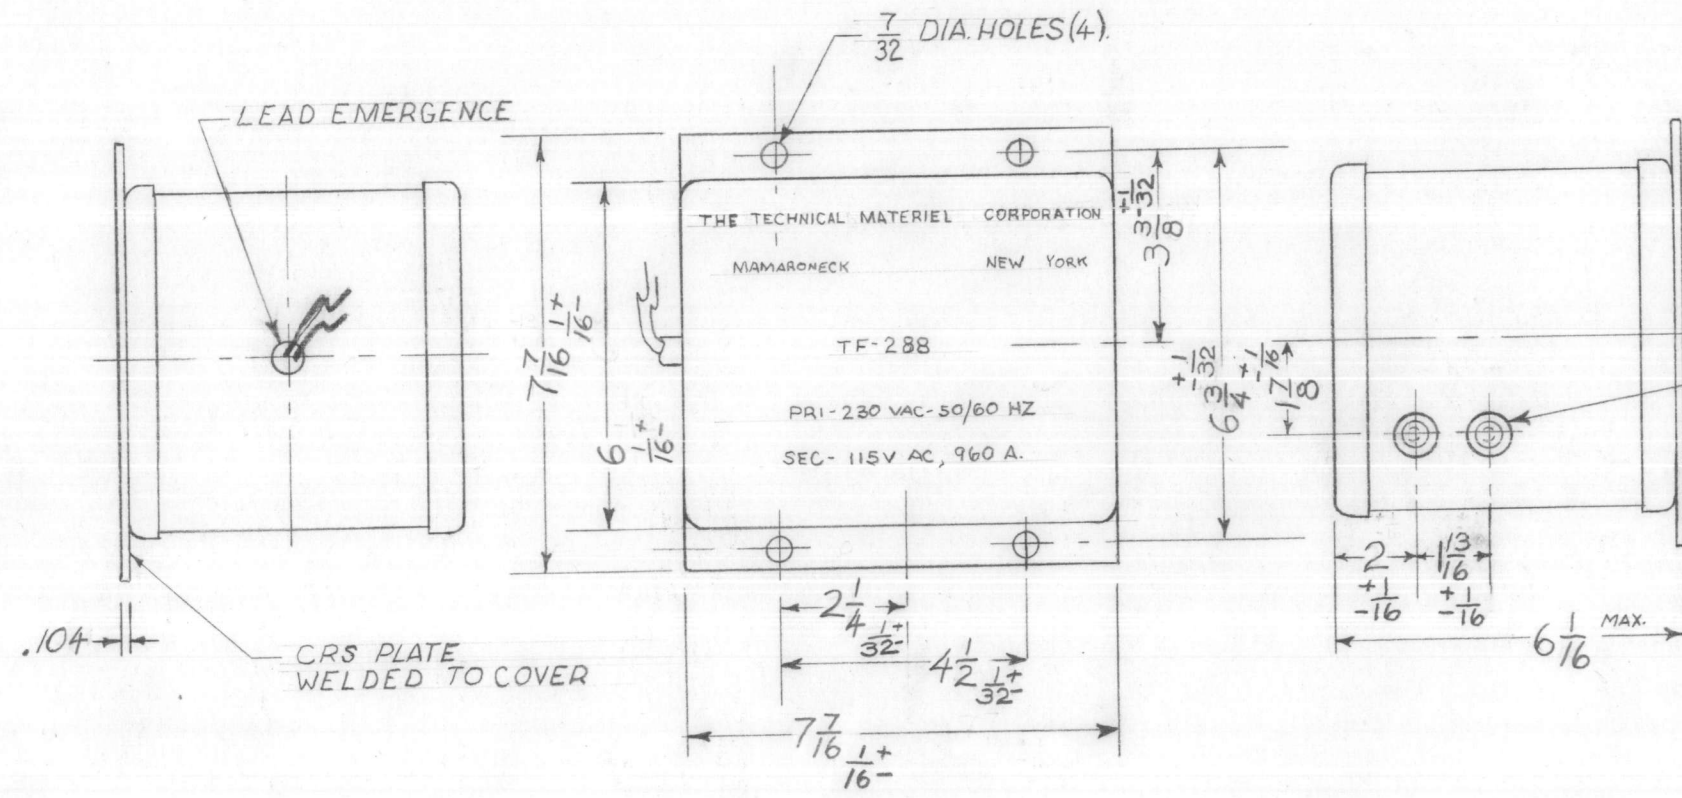 7/32 DIA. HOLES (4).
LEAD EMERGENCE
THE TECHNICAL MATERIEL CORPORATION
MAMARONECK NEW YORK
TF-288
PRI-230 VAC-50/60 HZ
SEC- 115V AC, 960 A.
7 7/16 ± 1/16
6 ± 1/16
3 3/8 ± 1/32
6 3/4 ± 1/32
± 1/16
1 7/8
2 ± 1/16
1 13/16 ± 1/16
6 1/16 MAX.
2 1/4 ± 1/32
4 1/2 ± 1/32
7 7/16 ± 1/16
.104
CRS PLATE
WELDED TO COVER